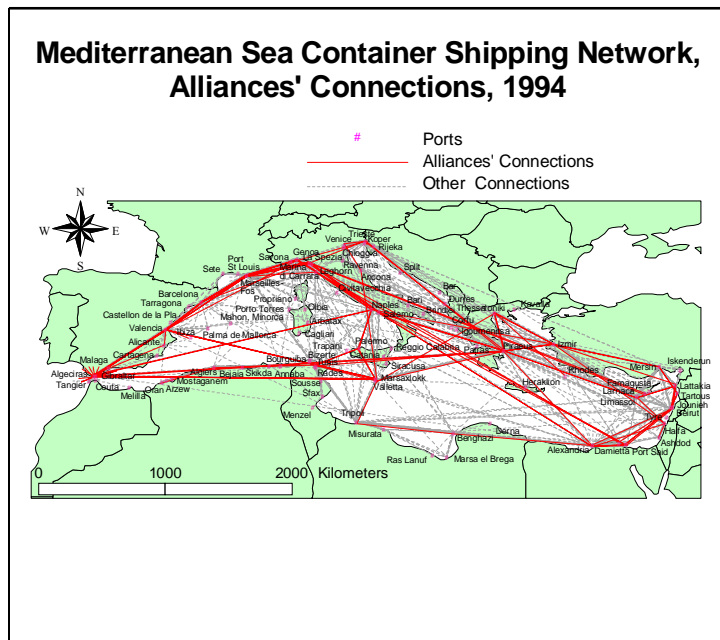 Mediterranean Sea Container Shipping Network,
Alliances' Connections, 1994
# Ports
Alliances' Connections
Other Connections
N
W E
S
Trieste
Venice Koper
Rijeka
Genoa
Savona La Spezia Chioggia
Port
St Louis
Sete
Marina
di Carrara
Leghorn
Ravenna
Split
Ancona
Marseilles-
Fos
Civitavecchia
Barcelona
Propriano
Bar
Tarragona
Porto Torres
Olbia
Naples
Bari
Durres
Thessaloniki
Kavalla
Castellon de la Pla
Mahon, Minorca
Salerno
Brindisi
Corfu
Valencia
Ibiza
Palma de Mallorca
Arbatax
Igoumenitsa
Alicante
Cagliari
Palermo
Izmir
Cartagena
Trapani
Reggio Calabria
Patras
Piraeus
Malaga
Bourguiba
Bizerte
Catania
Iskenderun
Algeciras
Gibraltar
Algiers
Bejaia
Skikda
Annaba
Tunis
Siracusa
Rhodes
Mersin
Tangier
Ceuta
Melilla
Oran
Arzew
Mostaganem
Rades
Sousse
Marsaxlokk
Valletta
Heraklion
Famagusta
Larnaca
Limassol
Lattakia
Tartous
Sfax
Jounieh
Beirut
Menzel
Tripoli
Tyre
Misurata
Benghazi
Derna
Haifa
Ashdod
Ras Lanuf
Marsa el Brega
Alexandria
Damietta
Port Said
0 1000 2000 Kilometers